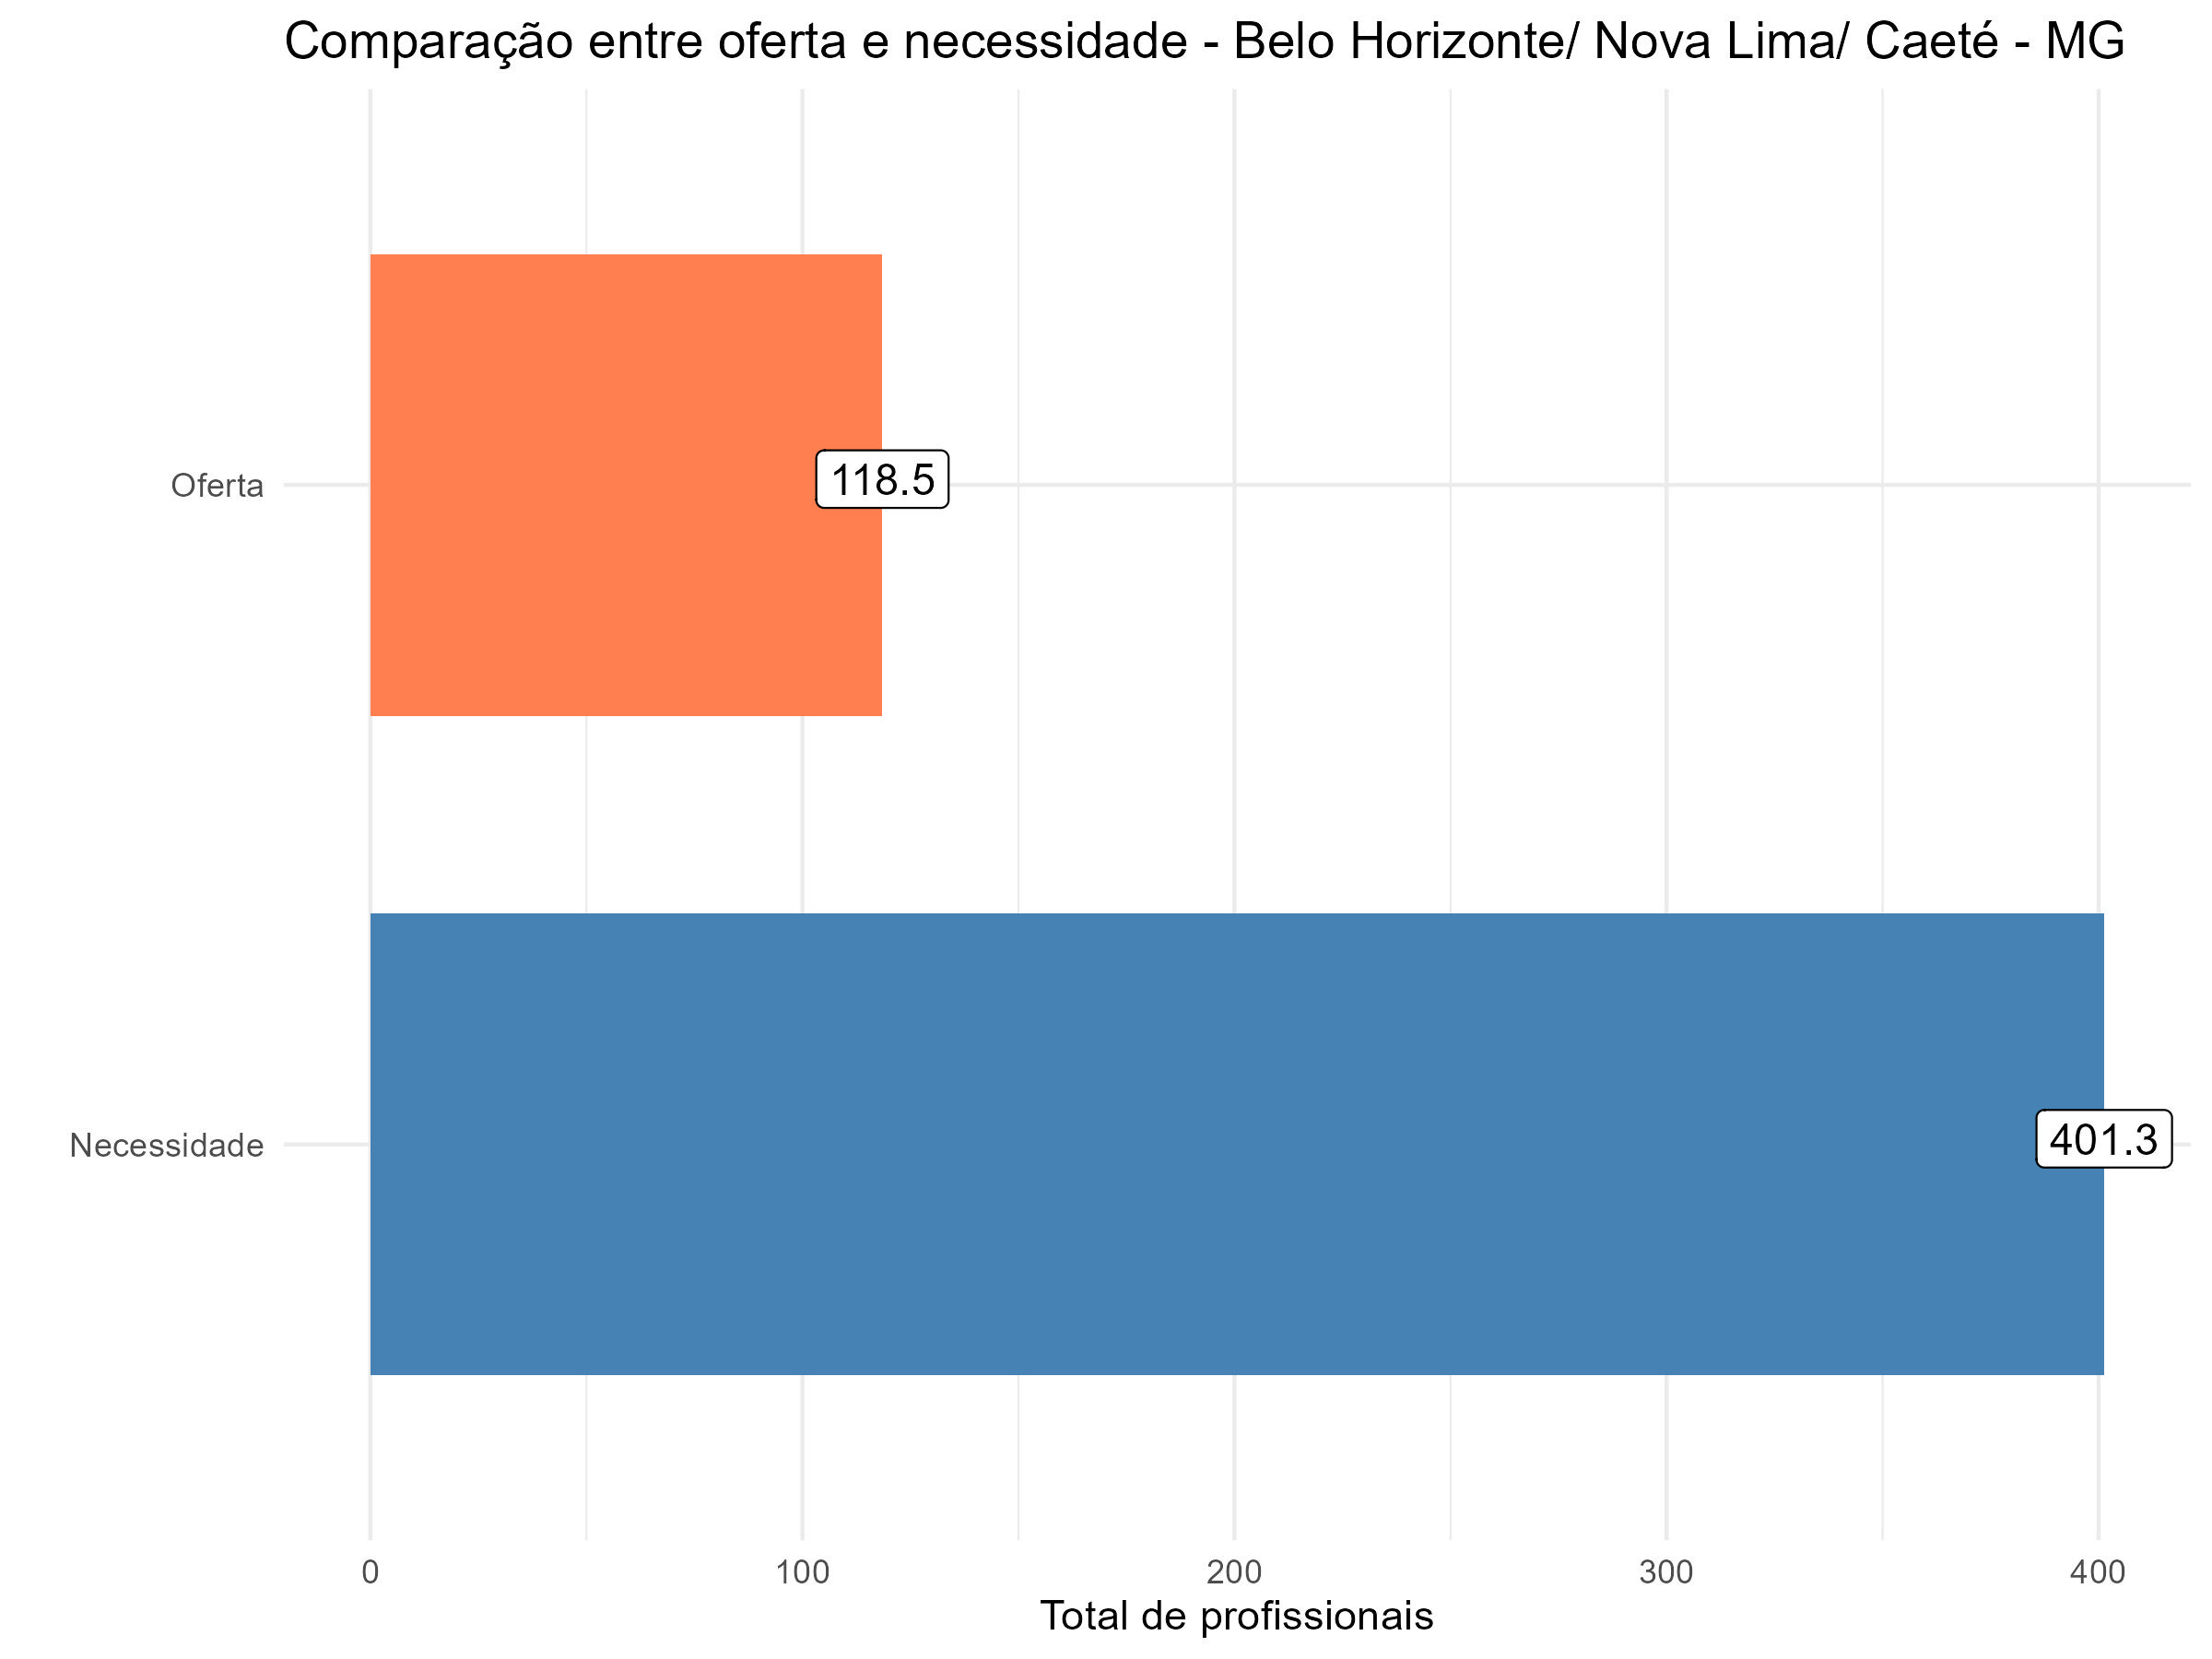 Comparação entre oferta e necessidade - Belo Horizonte/ Nova Lima/ Caeté - MG
Oferta
118.5
Necessidade
401.3
0 100 200 300 400
Total de profissionais